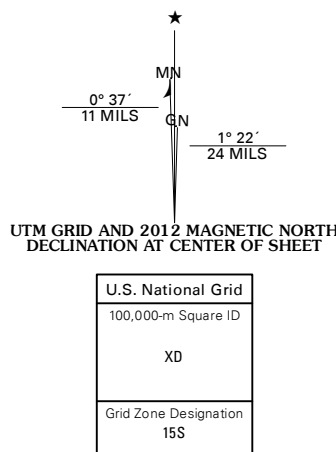 ★
MN
0° 37´
11 MILS
GN
1° 22´
24 MILS
UTM GRID AND 2012 MAGNETIC NORTH
DECLINATION AT CENTER OF SHEET
U.S. National Grid
100,000-m Square ID
XD
Grid Zone Designation
15S